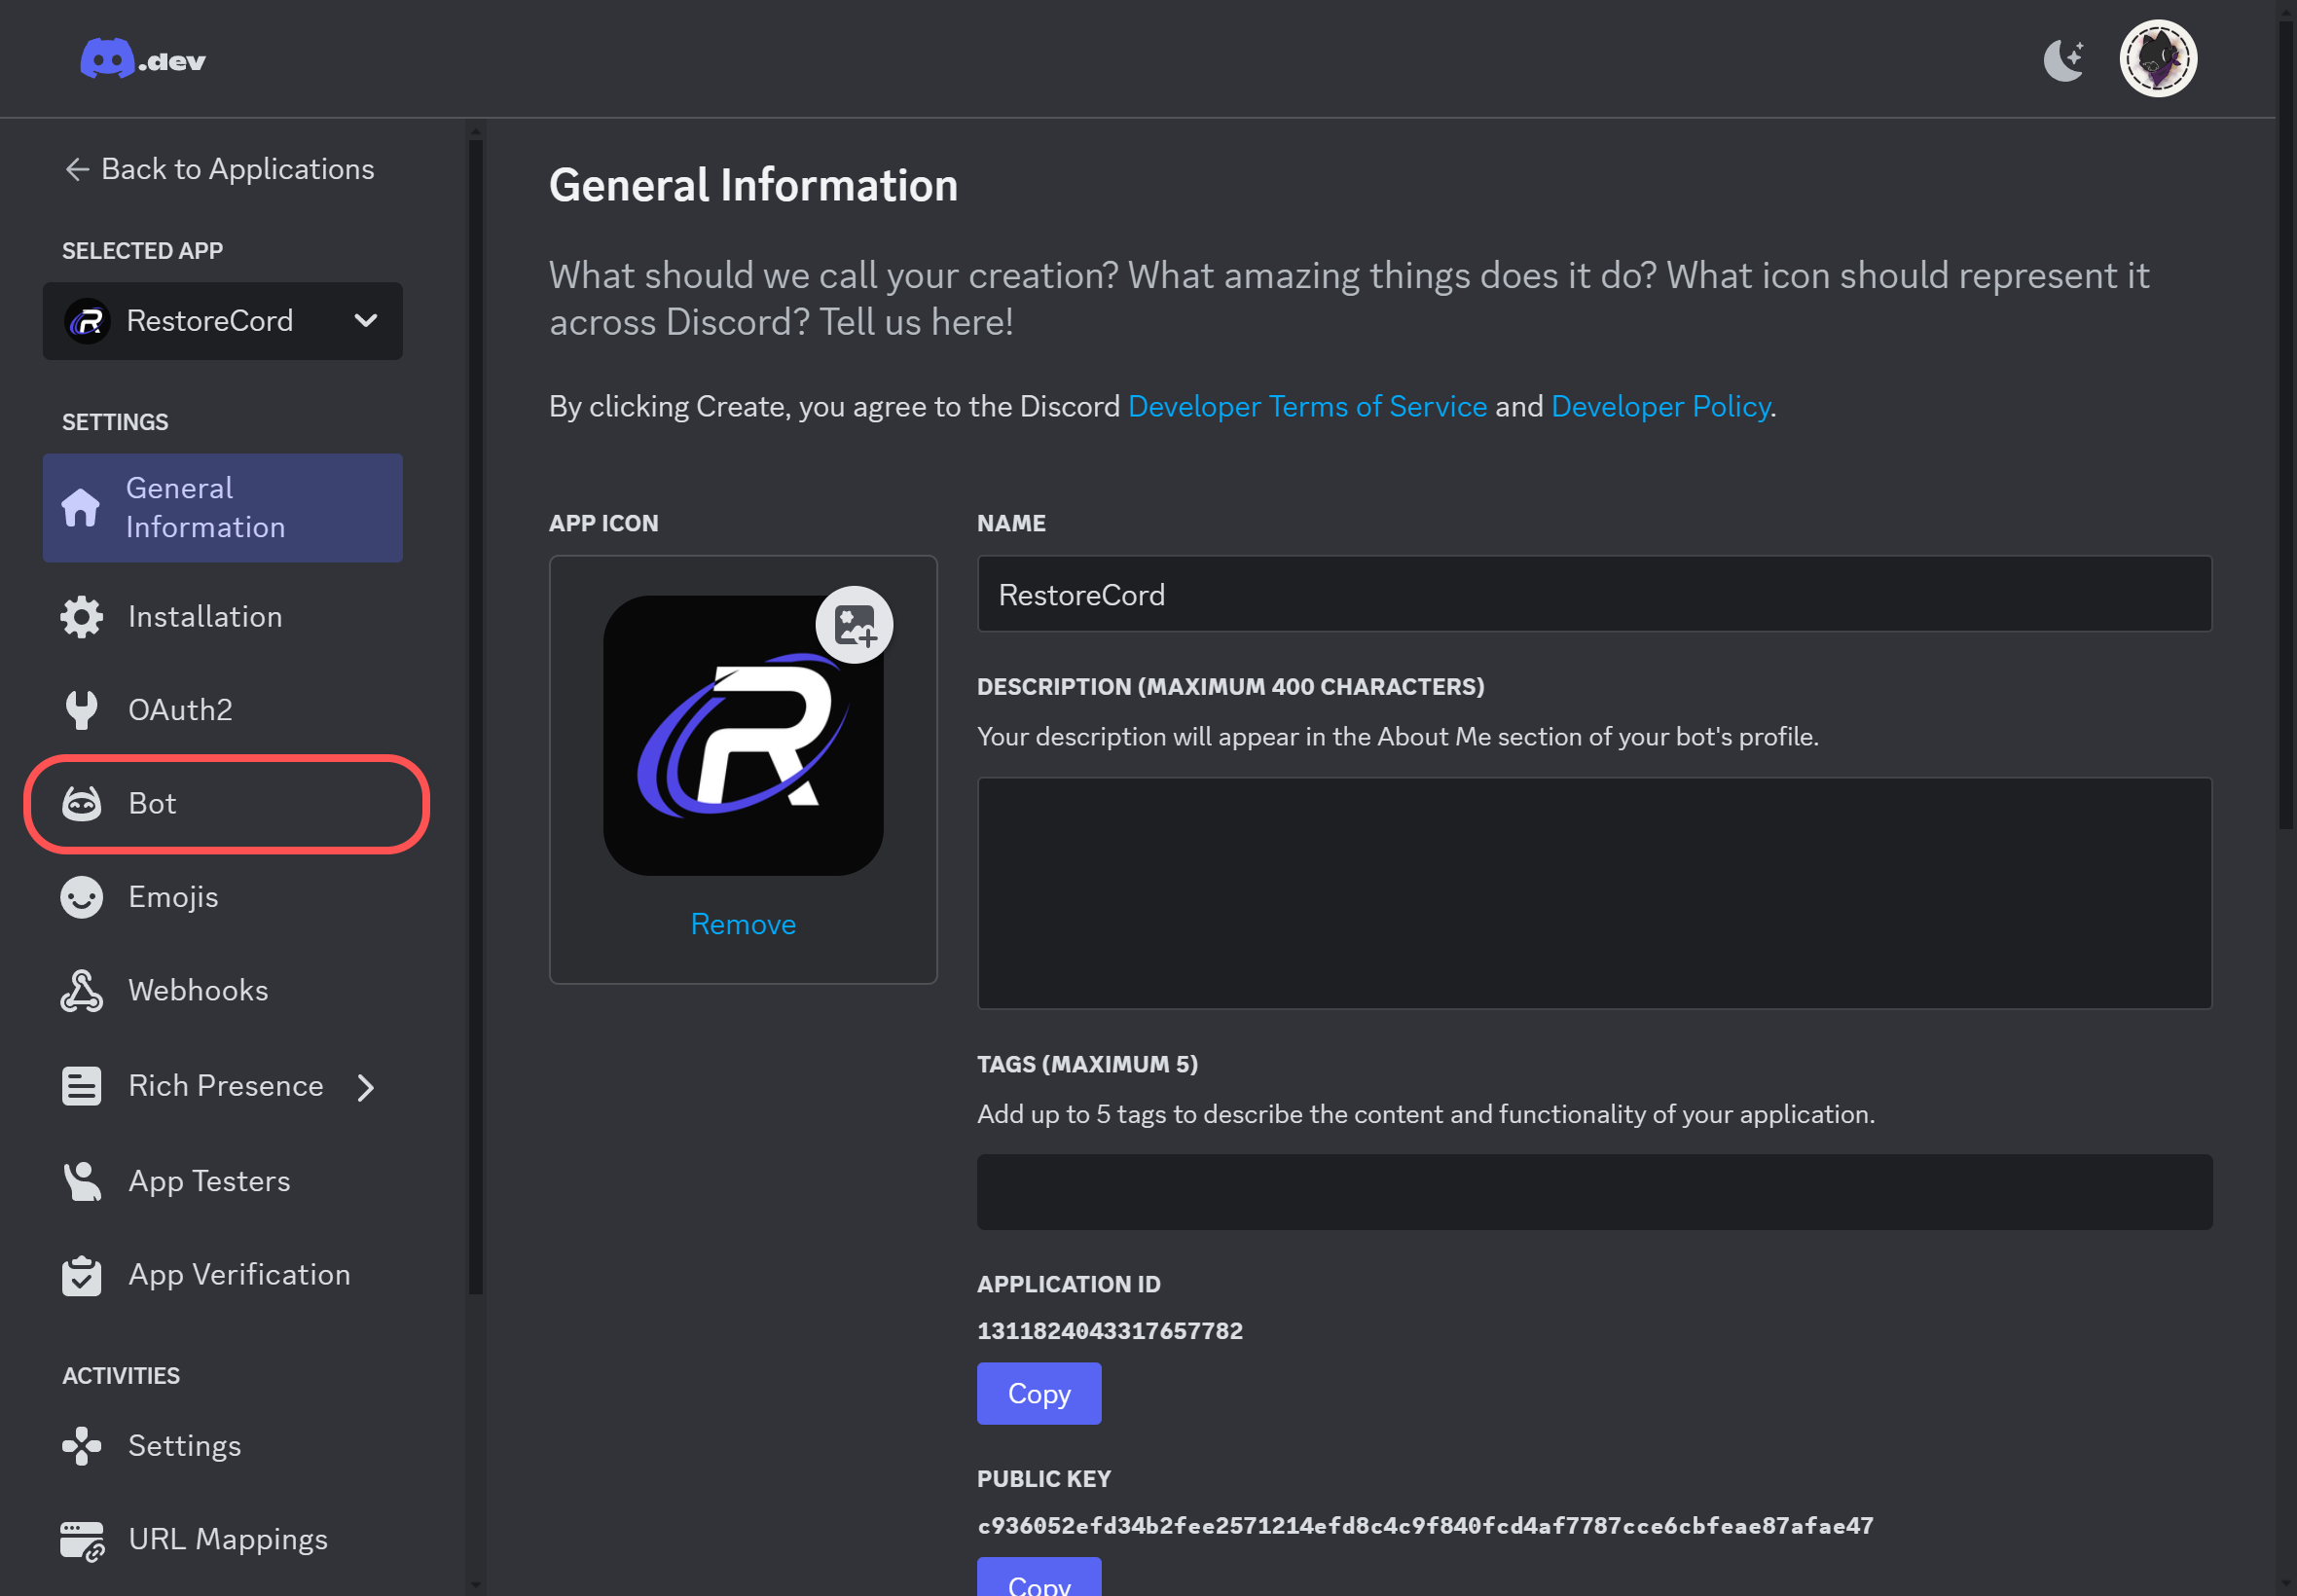 .dev
Back to Applications
SELECTED APP
RestoreCord
SETTINGS
General
Information
Installation
OAuth2
Bot
Emojis
Webhooks
Rich Presence
App Testers
App Verification
ACTIVITIES
Settings
URL Mappings
General Information
What should we call your creation? What amazing things does it do? What icon should represent it
across Discord? Tell us here!
By clicking Create, you agree to the Discord Developer Terms of Service and Developer Policy.
APP ICON
R
Remove
NAME
RestoreCord
DESCRIPTION (MAXIMUM 400 CHARACTERS)
Your description will appear in the About Me section of your bot's profile.
TAGS (MAXIMUM 5)
Add up to 5 tags to describe the content and functionality of your application.
APPLICATION ID
1311824043317657782
Copy
PUBLIC KEY
c936052efd34b2fee2571214efd8c4c9f840fcd4af7787cce6cbfeae87afae47
Copy